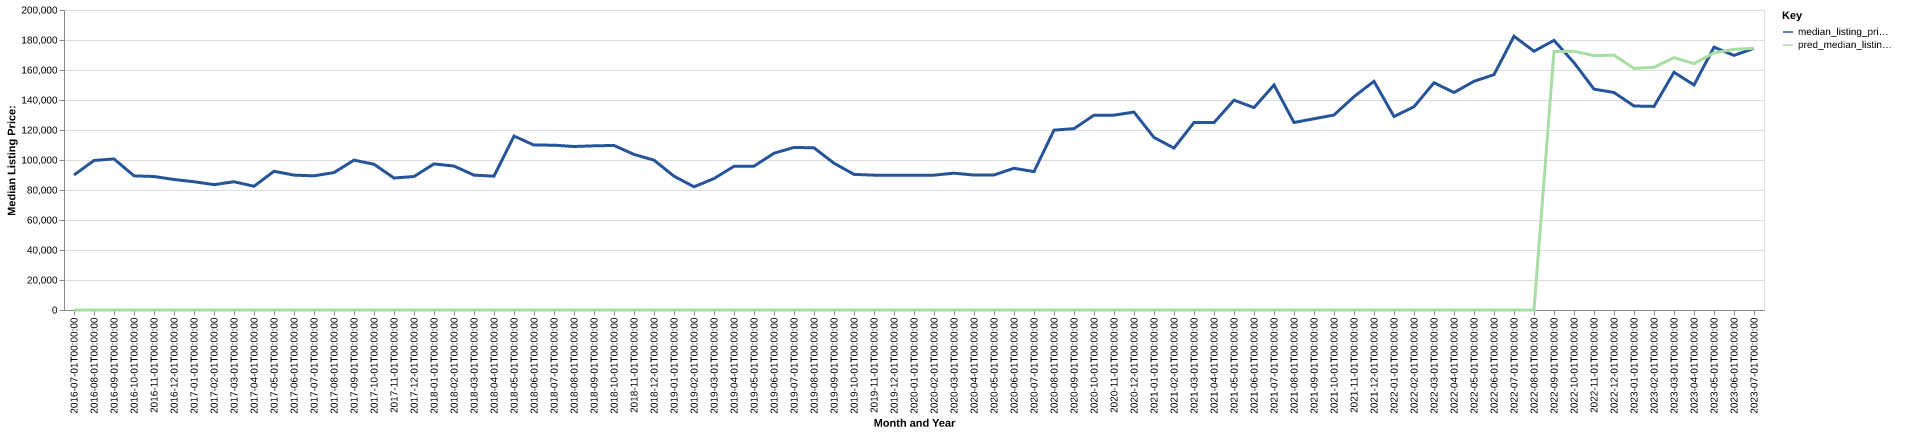 200,000
180,000
160,000
140,000
120,000
100,000
80,000
60,000
40,000
20,000
0
Median Listing Price:
2016-07-01T00:00:00
2016-08-01T00:00:00
2016-09-01T00:00:00
2016-10-01T00:00:00
2016-11-01T00:00:00
2016-12-01T00:00:00
2017-01-01T00:00:00
2017-02-01T00:00:00
2017-03-01T00:00:00
2017-04-01T00:00:00
2017-05-01T00:00:00
2017-06-01T00:00:00
2017-07-01T00:00:00
2017-08-01T00:00:00
2017-09-01T00:00:00
2017-10-01T00:00:00
2017-11-01T00:00:00
2017-12-01T00:00:00
2018-01-01T00:00:00
2018-02-01T00:00:00
2018-03-01T00:00:00
2018-04-01T00:00:00
2018-05-01T00:00:00
2018-06-01T00:00:00
2018-07-01T00:00:00
2018-08-01T00:00:00
2018-09-01T00:00:00
2018-10-01T00:00:00
2018-11-01T00:00:00
2018-12-01T00:00:00
2019-01-01T00:00:00
2019-02-01T00:00:00
2019-03-01T00:00:00
2019-04-01T00:00:00
2019-05-01T00:00:00
2019-06-01T00:00:00
2019-07-01T00:00:00
2019-08-01T00:00:00
2019-09-01T00:00:00
2019-10-01T00:00:00
2019-11-01T00:00:00
2019-12-01T00:00:00
2020-01-01T00:00:00
2020-02-01T00:00:00
2020-03-01T00:00:00
2020-04-01T00:00:00
2020-05-01T00:00:00
2020-06-01T00:00:00
2020-07-01T00:00:00
2020-08-01T00:00:00
2020-09-01T00:00:00
2020-10-01T00:00:00
2020-11-01T00:00:00
2020-12-01T00:00:00
2021-01-01T00:00:00
2021-02-01T00:00:00
2021-03-01T00:00:00
2021-04-01T00:00:00
2021-05-01T00:00:00
2021-06-01T00:00:00
2021-07-01T00:00:00
2021-08-01T00:00:00
2021-09-01T00:00:00
2021-10-01T00:00:00
2021-11-01T00:00:00
2021-12-01T00:00:00
2022-01-01T00:00:00
2022-02-01T00:00:00
2022-03-01T00:00:00
2022-04-01T00:00:00
2022-05-01T00:00:00
2022-06-01T00:00:00
2022-07-01T00:00:00
2022-08-01T00:00:00
2022-09-01T00:00:00
2022-10-01T00:00:00
2022-11-01T00:00:00
2022-12-01T00:00:00
2023-01-01T00:00:00
2023-02-01T00:00:00
2023-03-01T00:00:00
2023-04-01T00:00:00
2023-05-01T00:00:00
2023-06-01T00:00:00
2023-07-01T00:00:00
Month and Year
Key
median_listing_pri…
pred_median_listin…